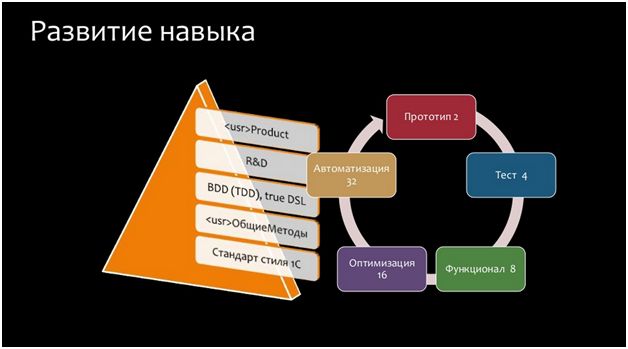 Развитие навыка
<usr>Product
R&D
BDD (TDD), true DSL
<usr>ОбщиеМетоды
Стандарт стиля 1С
Прототип 2
Тест 4
Функционал 8
Оптимизация
16
Автоматизация
32